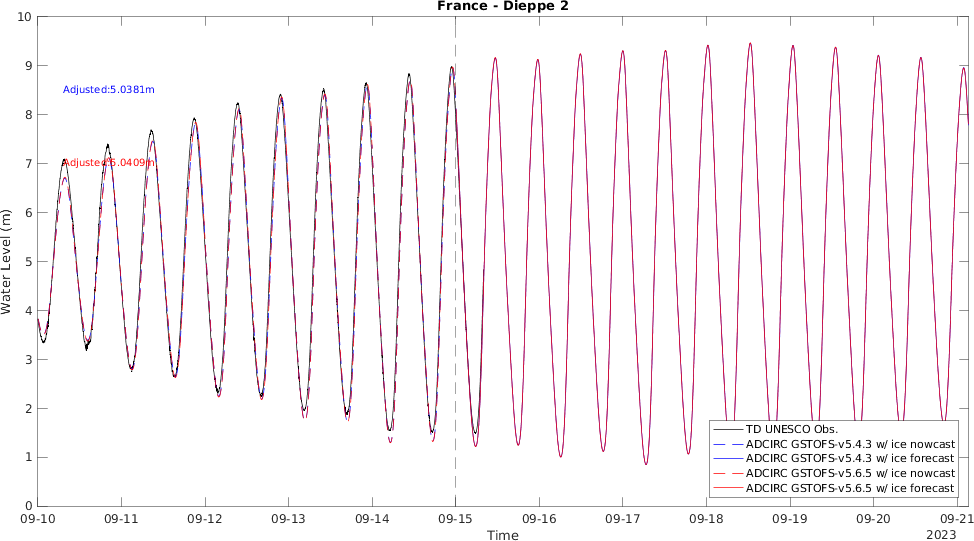 France - Dieppe 2
10
9
8
7
6
5
4
3
2
1
0
Water Level (m)
Adjusted:5.0381m
Adjusted:5.0409m
TD UNESCO Obs.
ADCIRC GSTOFS-v5.4.3 w/ ice nowcast
ADCIRC GSTOFS-v5.4.3 w/ ice forecast
ADCIRC GSTOFS-v5.6.5 w/ ice nowcast
ADCIRC GSTOFS-v5.6.5 w/ ice forecast
09-10 09-11 09-12 09-13 09-14 09-15 09-16 09-17 09-18 09-19 09-20 09-21
Time
2023